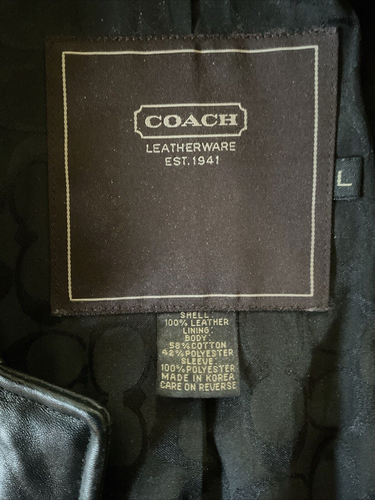 COACH
LEATHERWARE
EST. 1941
L
SHELL:
100% LEATHER
LINING:
BODY:
58% COTTON
42% POLYESTER
SLEEVE:
100% POLYESTER
MADE IN KOREA
CARE ON REVERSE